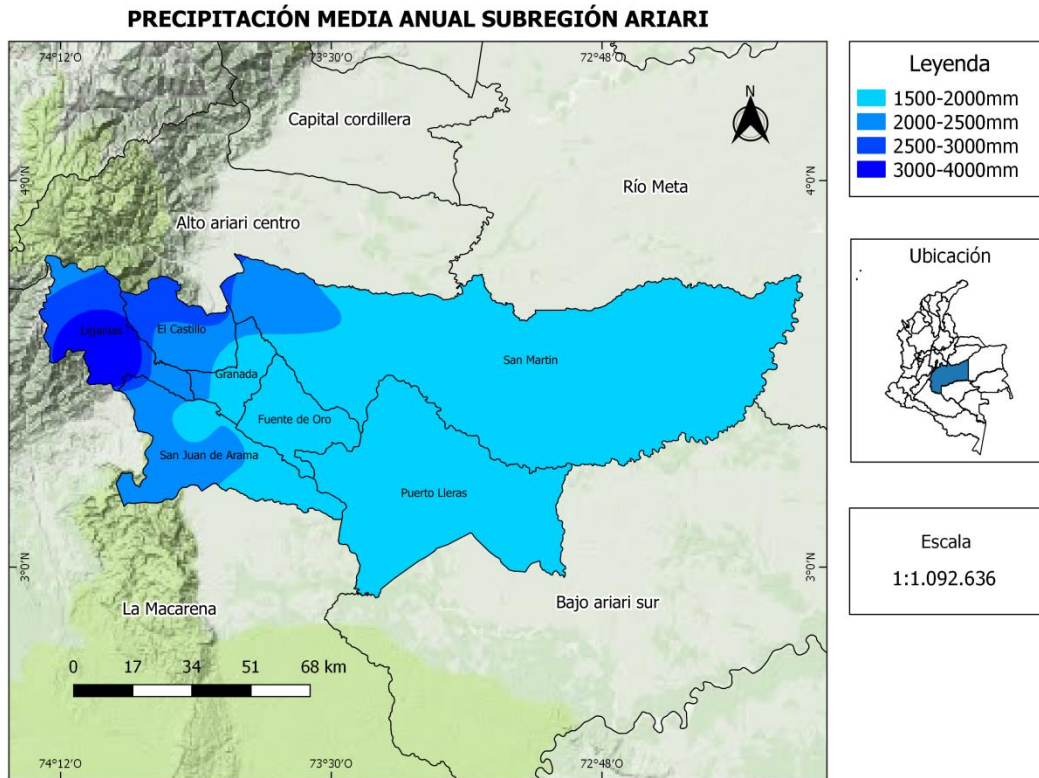 PRECIPITACIÓN MEDIA ANUAL SUBREGIÓN ARIARI
74°12'O
73°30'O
72°48'O
Capital cordillera
N
Río Meta
4°0'N
4°0'N
Alto ariari centro
Lejanías
El Castillo
San Martin
Granada
Fuente de Oro
San Juan de Arama
Puerto Lleras
3°0'N
3°0'N
La Macarena
Bajo ariari sur
0 17 34 51 68 km
74°12'O
73°30'O
72°48'O
Leyenda
1500-2000mm
2000-2500mm
2500-3000mm
3000-4000mm
Ubicación
Escala
1:1.092.636